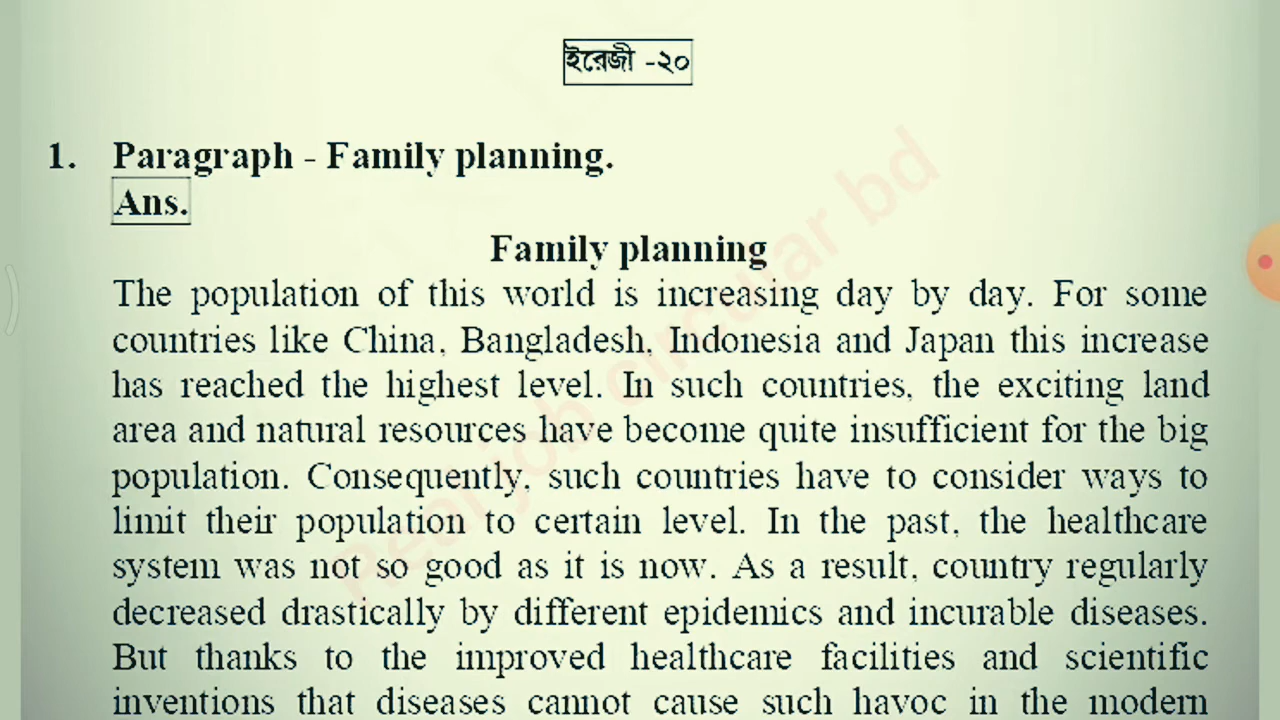 ইরেজী -২০
1. Paragraph - Family planning.
Ans.
Family planning
The population of this world is increasing day by day. For some
countries like China, Bangladesh, Indonesia and Japan this increase
has reached the highest level. In such countries, the exciting land
area and natural resources have become quite insufficient for the big
population. Consequently, such countries have to consider ways to
limit their population to certain level. In the past, the healthcare
system was not so good as it is now. As a result, country regularly
decreased drastically by different epidemics and incurable diseases.
But thanks to the improved healthcare facilities and scientific
inventions that diseases cannot cause such havoc in the modern
job circular bd